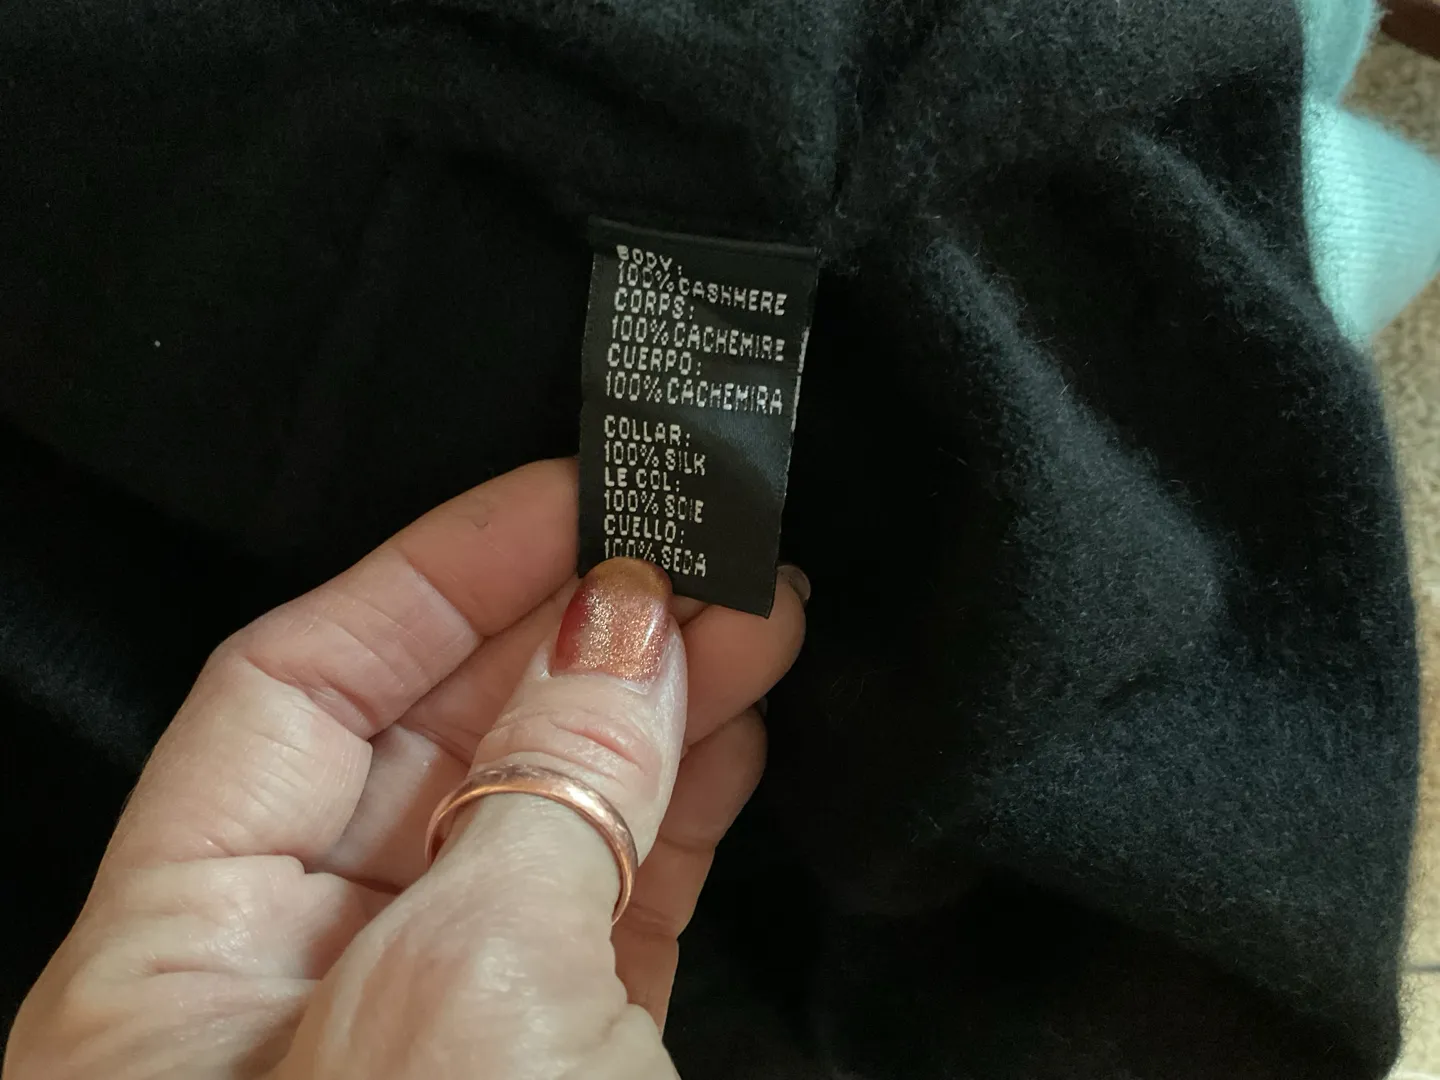 BODY:
100% CASHMERE
CORPS:
100% CACHEMIRE
CUERPO:
100% CACHEMIRA
COLLAR:
100% SILK
LE COL:
100% SOIE
CUELLO:
100% SEDA